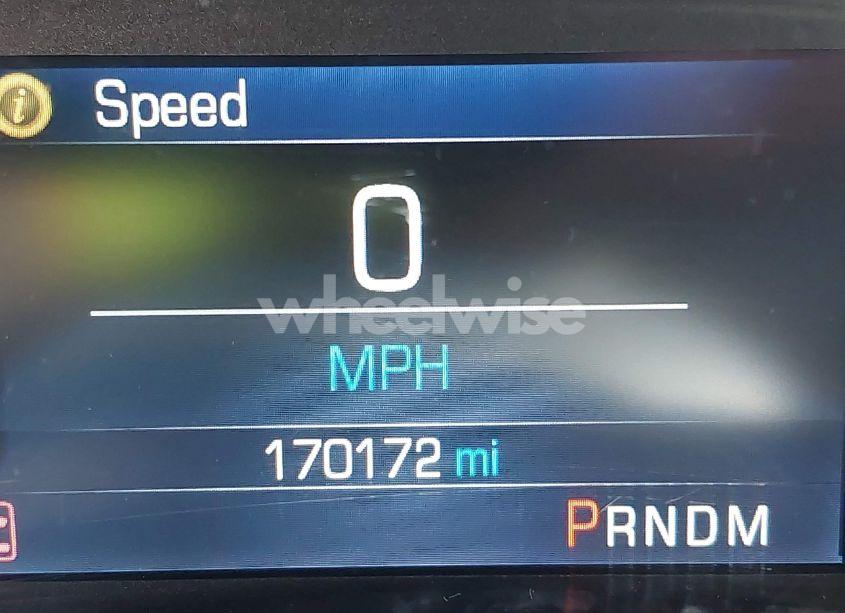 i Speed
0
wheelwise
MPH
170172 mi
PRNDM